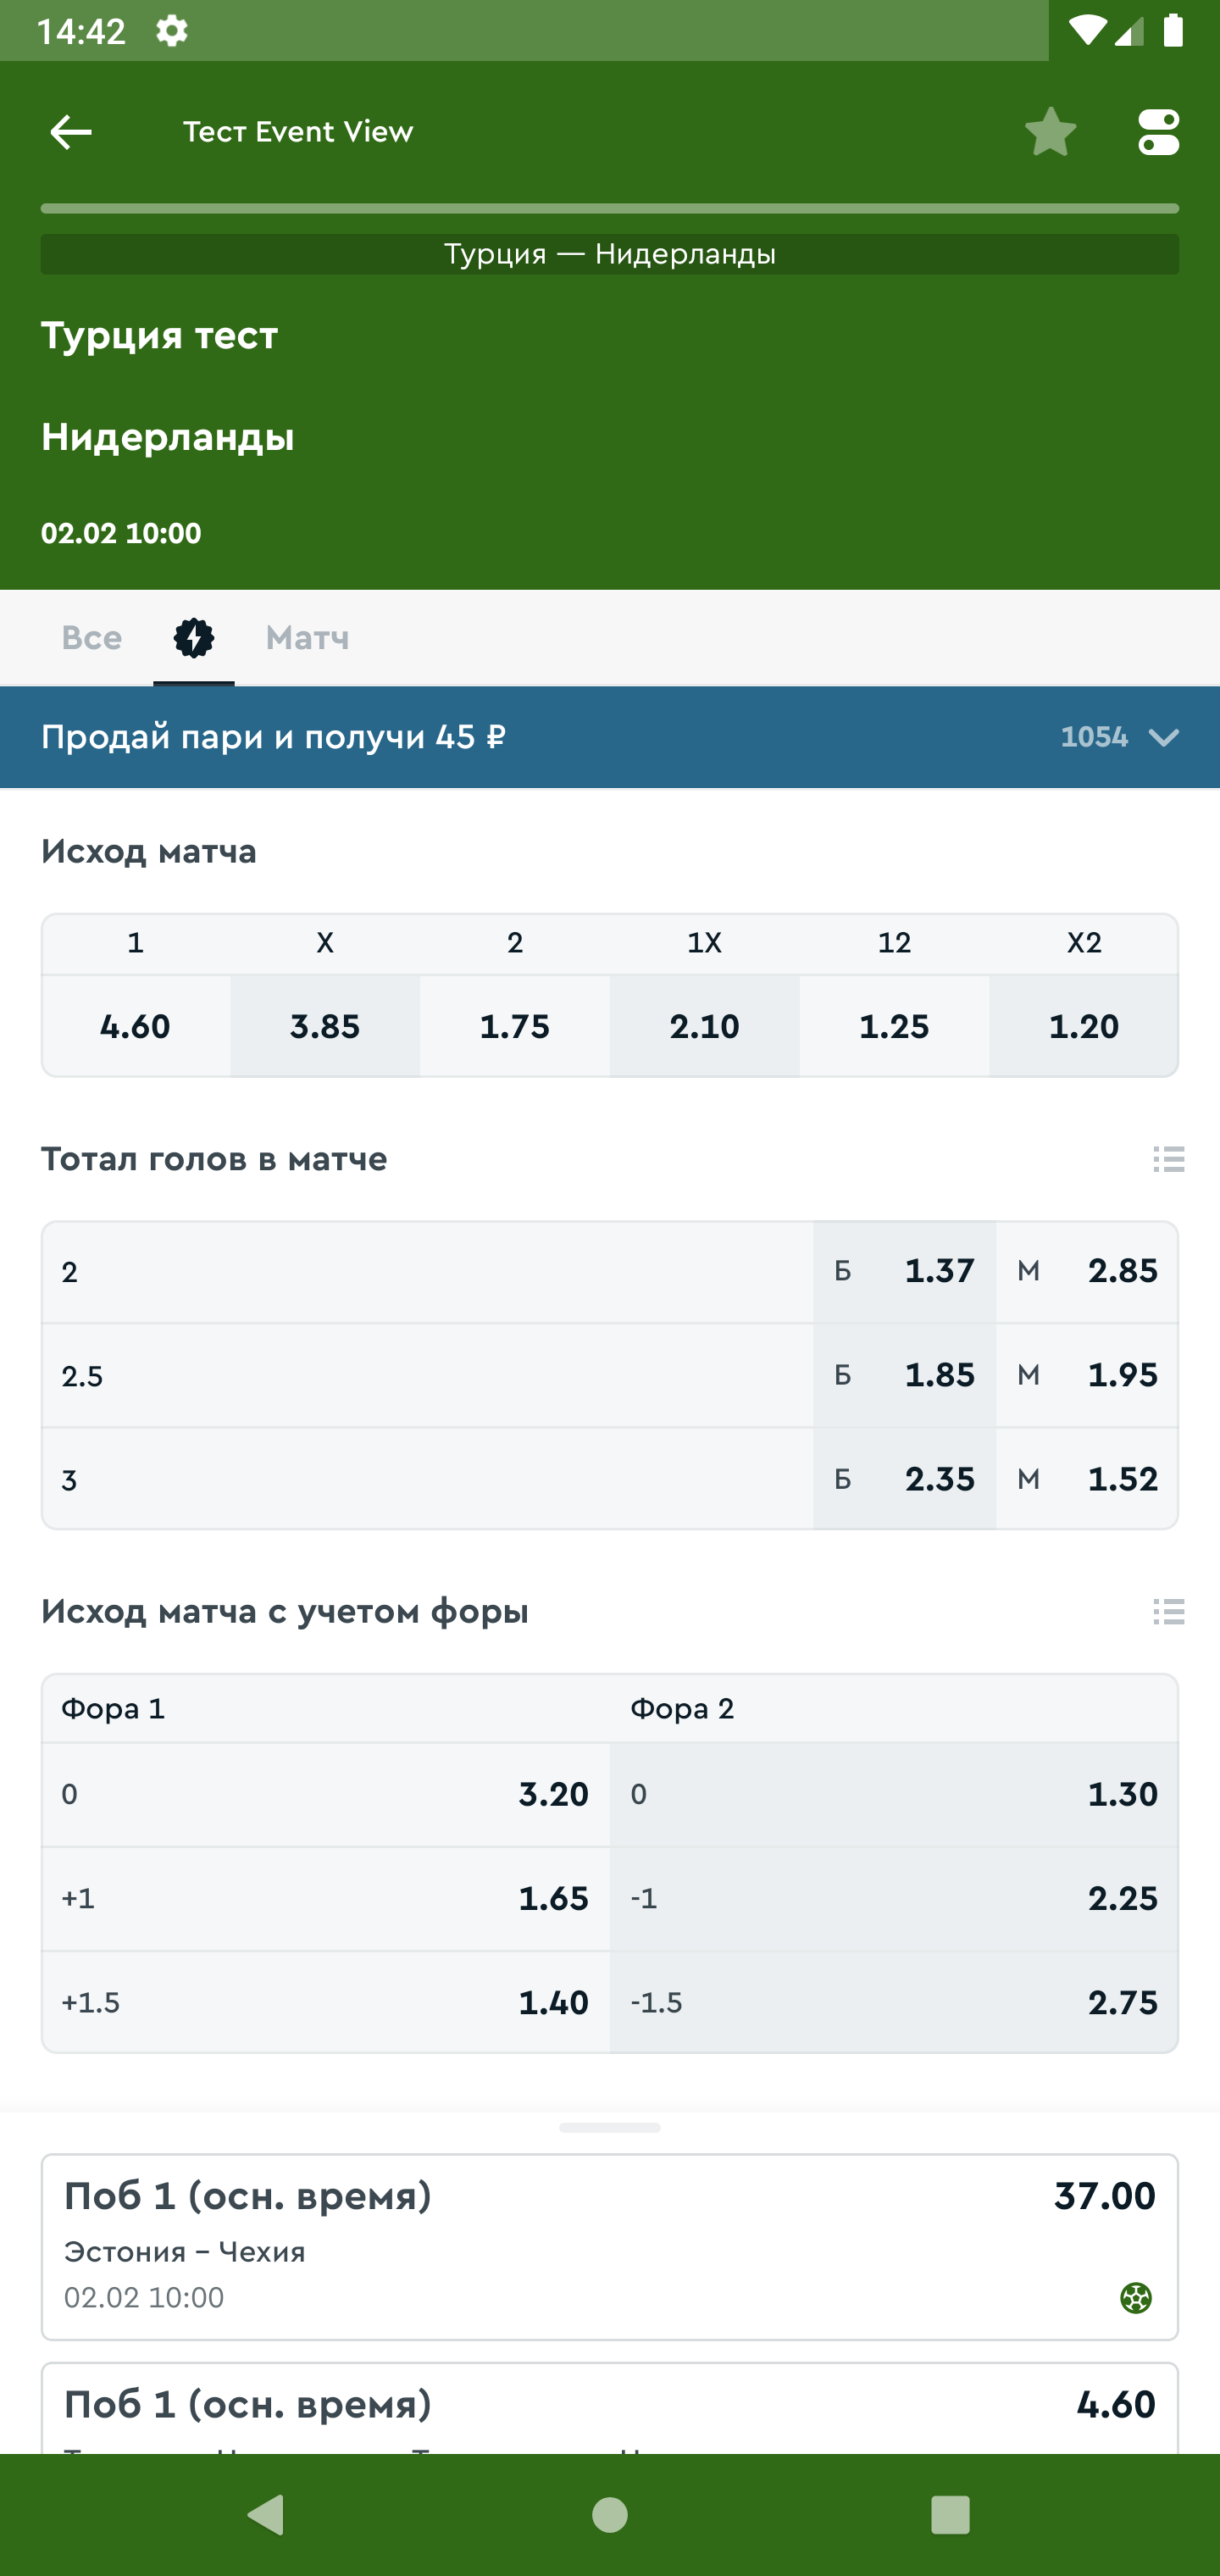 14:42
Тест Event View
Турция — Нидерланды
Турция тест
Нидерланды
02.02 10:00
Все Матч
Продай пари и получи 45 ₽ 1054
Исход матча
1 X 2 1X 12 X2
4.60 3.85 1.75 2.10 1.25 1.20
Тотал голов в матче
2 Б 1.37 М 2.85
2.5 Б 1.85 М 1.95
3 Б 2.35 М 1.52
Исход матча с учетом форы
Фора 1 Фора 2
0 3.20 0 1.30
+1 1.65 -1 2.25
+1.5 1.40 -1.5 2.75
Поб 1 (осн. время) 37.00
Эстония – Чехия
02.02 10:00
Поб 1 (осн. время) 4.60